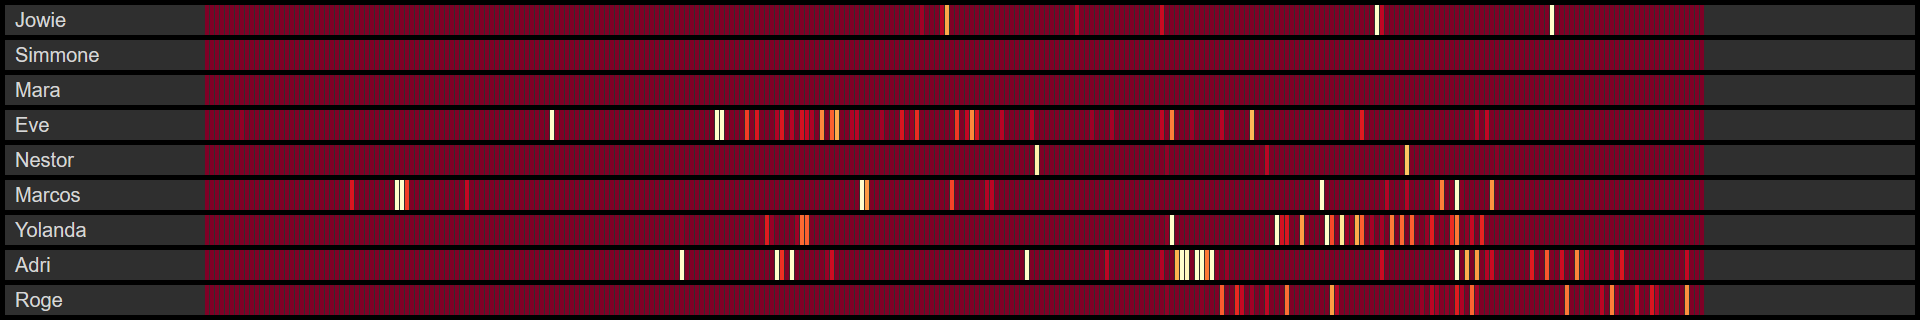 Jowie
Simmone
Mara
Eve
Nestor
Marcos
Yolanda
Adri
Roge